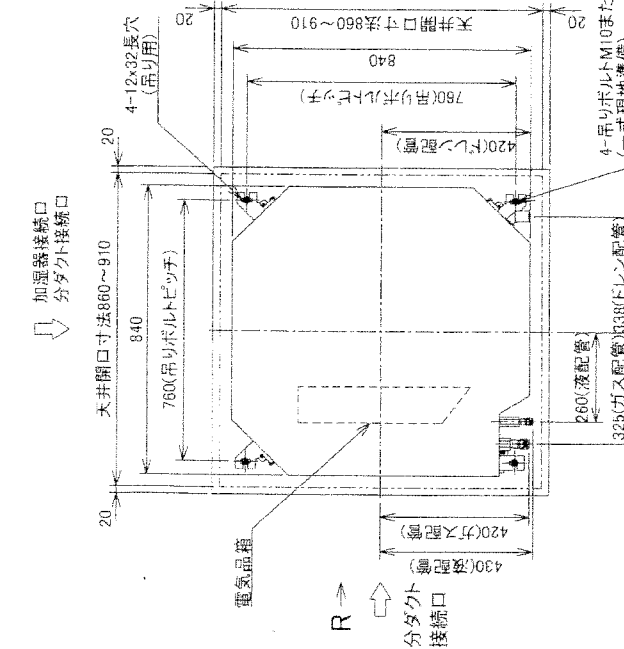 20
天井開口寸法860～910
20
840
760(吊りボルトピッチ)
420(ドレン配管)
4-12x32長穴
(吊り用)
加湿器接続口
分ダクト接続口
20
天井開口寸法860～910
840
760(吊りボルトピッチ)
20
4-吊りボルトM10また
260(液配管)
325(ガス配管)
338(ドレン配管)
電気品箱
420(ガス配管)
430(液配管)
R
分ダクト
接続口